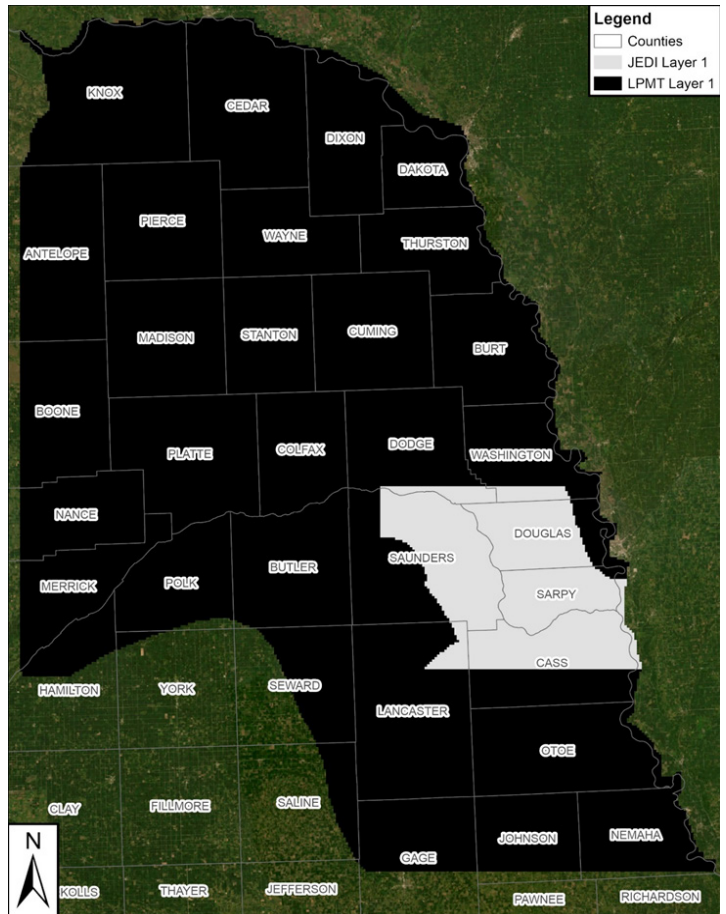 Legend
Counties
JEDI Layer 1
LPMT Layer 1
KNOX
CEDAR
DIXON
DAKOTA
PIERCE
WAYNE
THURSTON
ANTELOPE
MADISON
STANTON
CUMING
BURT
BOONE
PLATTE
COLFAX
DODGE
WASHINGTON
NANCE
DOUGLAS
SAUNDERS
BUTLER
POLK
MERRICK
SARPY
CASS
HAMILTON
YORK
SEWARD
LANCASTER
OTOE
CLAY
FILLMORE
SALINE
JOHNSON
NEMAHA
GAGE
N
KOLLS
THAYER
JEFFERSON
PAWNEE
RICHARDSON